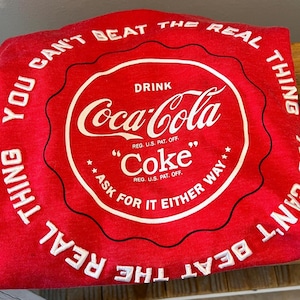 YOU CAN'T BEAT THE REAL THING
CAN'T BEAT THE REAL THING
DRINK
Coca-Cola
REG. U.S. PAT. OFF.
"Coke"
REG. U.S. PAT. OFF.
★ ★ ASK FOR IT EITHER WAY ★ ★